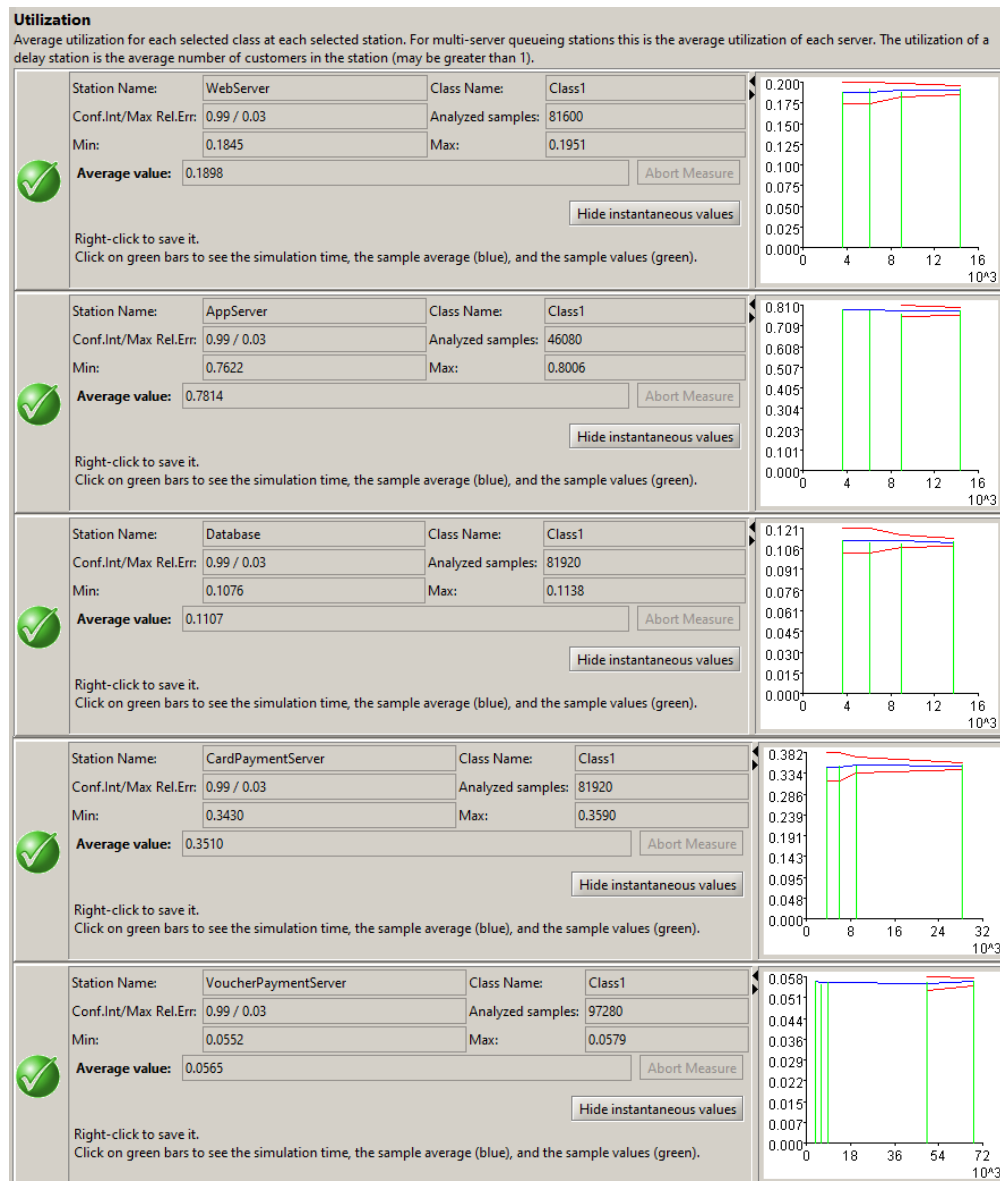 Utilization
Average utilization for each selected class at each selected station. For multi-server queueing stations this is the average utilization of each server. The utilization of a
delay station is the average number of customers in the station (may be greater than 1).
Station Name: WebServer Class Name: Class1
Conf.Int/Max Rel.Err: 0.99 / 0.03 Analyzed samples: 81600
Min: 0.1845 Max: 0.1951
Average value: 0.1898 Abort Measure
Hide instantaneous values
Right-click to save it.
Click on green bars to see the simulation time, the sample average (blue), and the sample values (green).
0.200
0.175
0.150
0.125
0.100
0.075
0.050
0.025
0.000
0 4 8 12 16
10^3
Station Name: AppServer Class Name: Class1
Conf.Int/Max Rel.Err: 0.99 / 0.03 Analyzed samples: 46080
Min: 0.7622 Max: 0.8006
Average value: 0.7814 Abort Measure
Hide instantaneous values
Right-click to save it.
Click on green bars to see the simulation time, the sample average (blue), and the sample values (green).
0.810
0.709
0.608
0.507
0.405
0.304
0.203
0.101
0.000
0 4 8 12 16
10^3
Station Name: Database Class Name: Class1
Conf.Int/Max Rel.Err: 0.99 / 0.03 Analyzed samples: 81920
Min: 0.1076 Max: 0.1138
Average value: 0.1107 Abort Measure
Hide instantaneous values
Right-click to save it.
Click on green bars to see the simulation time, the sample average (blue), and the sample values (green).
0.121
0.106
0.091
0.076
0.061
0.045
0.030
0.015
0.000
0 4 8 12 16
10^3
Station Name: CardPaymentServer Class Name: Class1
Conf.Int/Max Rel.Err: 0.99 / 0.03 Analyzed samples: 81920
Min: 0.3430 Max: 0.3590
Average value: 0.3510 Abort Measure
Hide instantaneous values
Right-click to save it.
Click on green bars to see the simulation time, the sample average (blue), and the sample values (green).
0.382
0.334
0.286
0.239
0.191
0.143
0.095
0.048
0.000
0 8 16 24 32
10^3
Station Name: VoucherPaymentServer Class Name: Class1
Conf.Int/Max Rel.Err: 0.99 / 0.03 Analyzed samples: 97280
Min: 0.0552 Max: 0.0579
Average value: 0.0565 Abort Measure
Hide instantaneous values
Right-click to save it.
Click on green bars to see the simulation time, the sample average (blue), and the sample values (green).
0.058
0.051
0.044
0.036
0.029
0.022
0.015
0.007
0.000
0 18 36 54 72
10^3